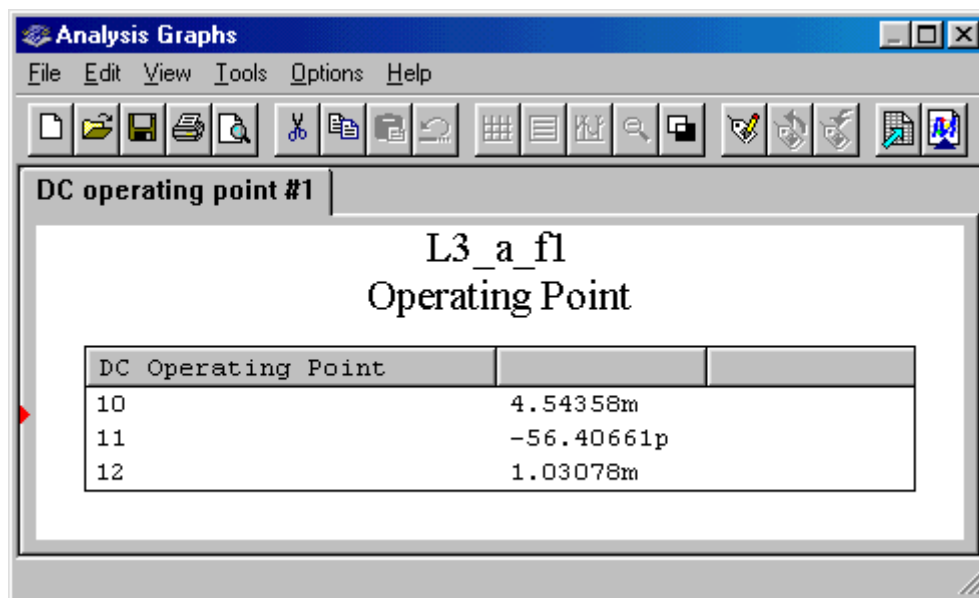 Analysis Graphs
File Edit View Tools Options Help
DC operating point #1
L3_a_f1
Operating Point
DC Operating Point
10 4.54358m
11 -56.40661p
12 1.03078m